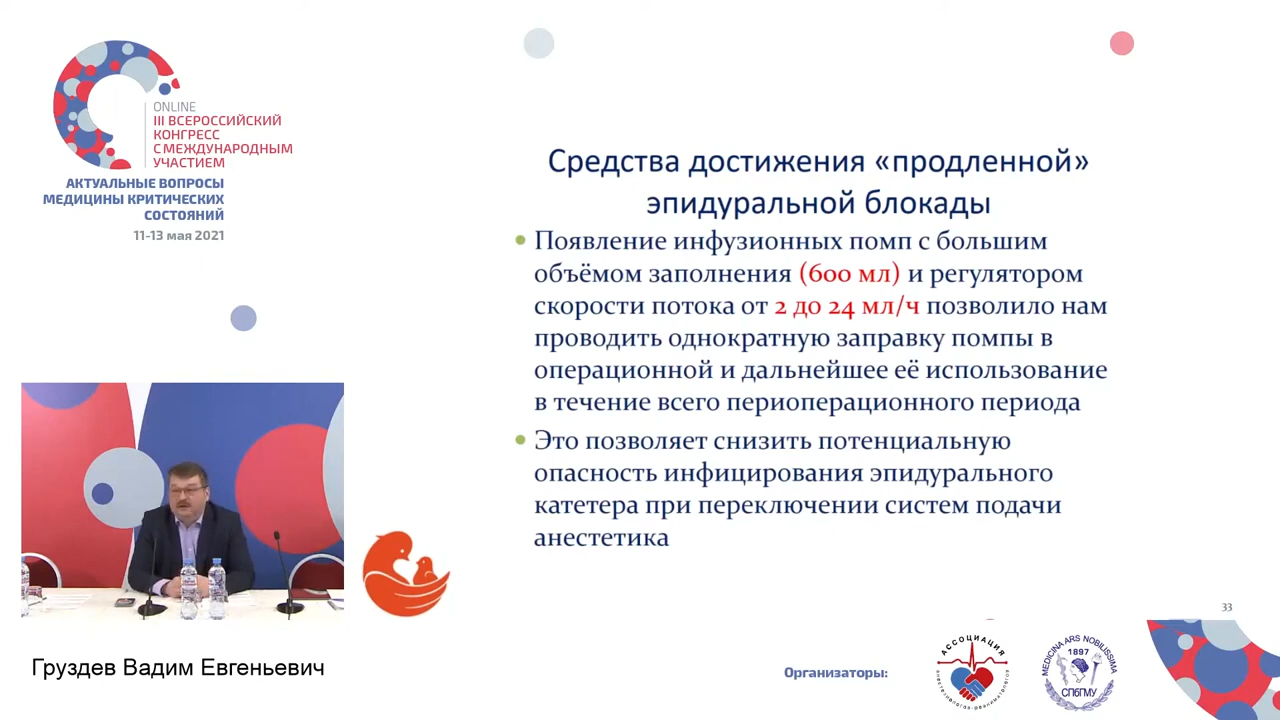 ONLINE
III ВСЕРОССИЙСКИЙ
КОНГРЕСС
С МЕЖДУНАРОДНЫМ
УЧАСТИЕМ
АКТУАЛЬНЫЕ ВОПРОСЫ
МЕДИЦИНЫ КРИТИЧЕСКИХ
СОСТОЯНИЙ
11-13 мая 2021
Средства достижения «продленной»
эпидуральной блокады
• Появление инфузионных помп с большим
объёмом заполнения (600 мл) и регулятором
скорости потока от 2 до 24 мл/ч позволило нам
проводить однократную заправку помпы в
операционной и дальнейшее её использование
в течение всего периоперационного периода
• Это позволяет снизить потенциальную
опасность инфицирования эпидурального
катетера при переключении систем подачи
анестетика
33
Груздев Вадим Евгеньевич
Организаторы:
АССОЦИАЦИЯ
анестезиологов-реаниматологов
MEDICINA ARS NOBILISSIMA
1897
СПбГМУ